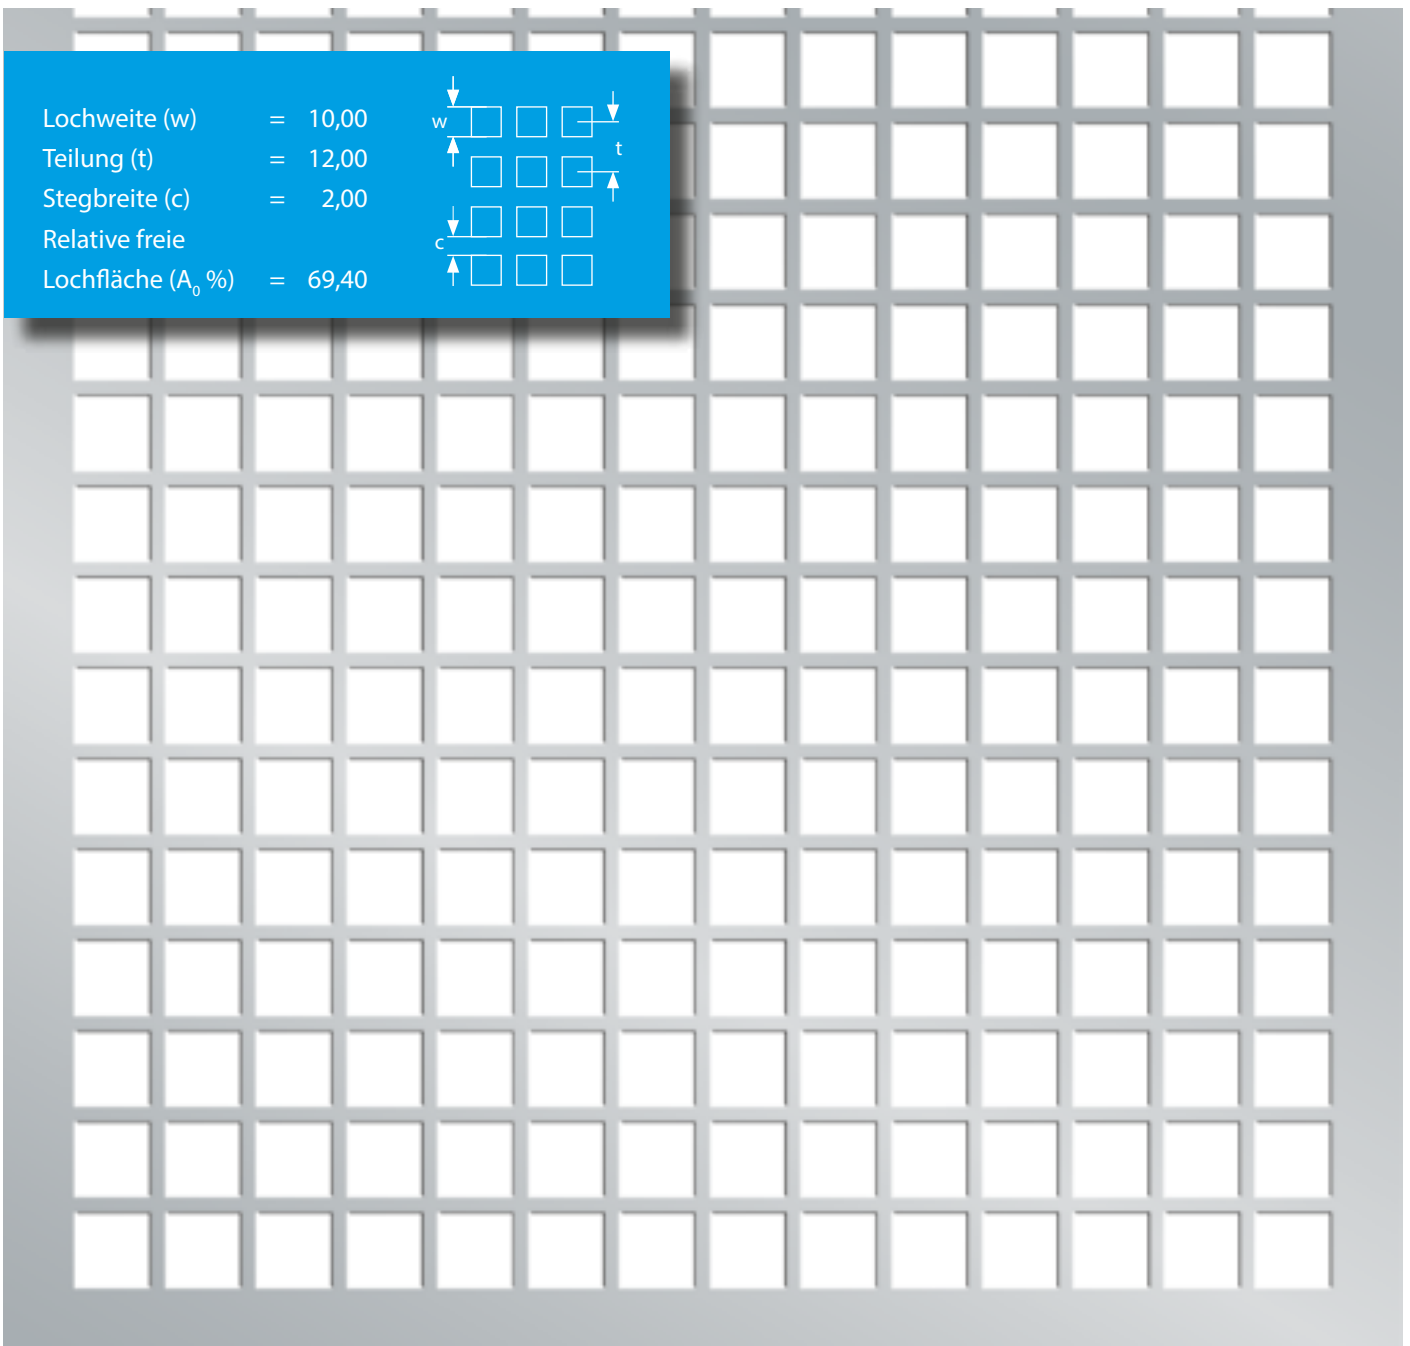 Lochweite (w) = 10,00
Teilung (t) = 12,00
Stegbreite (c) = 2,00
Relative freie
Lochfläche (A0 %) = 69,40
w
t
c